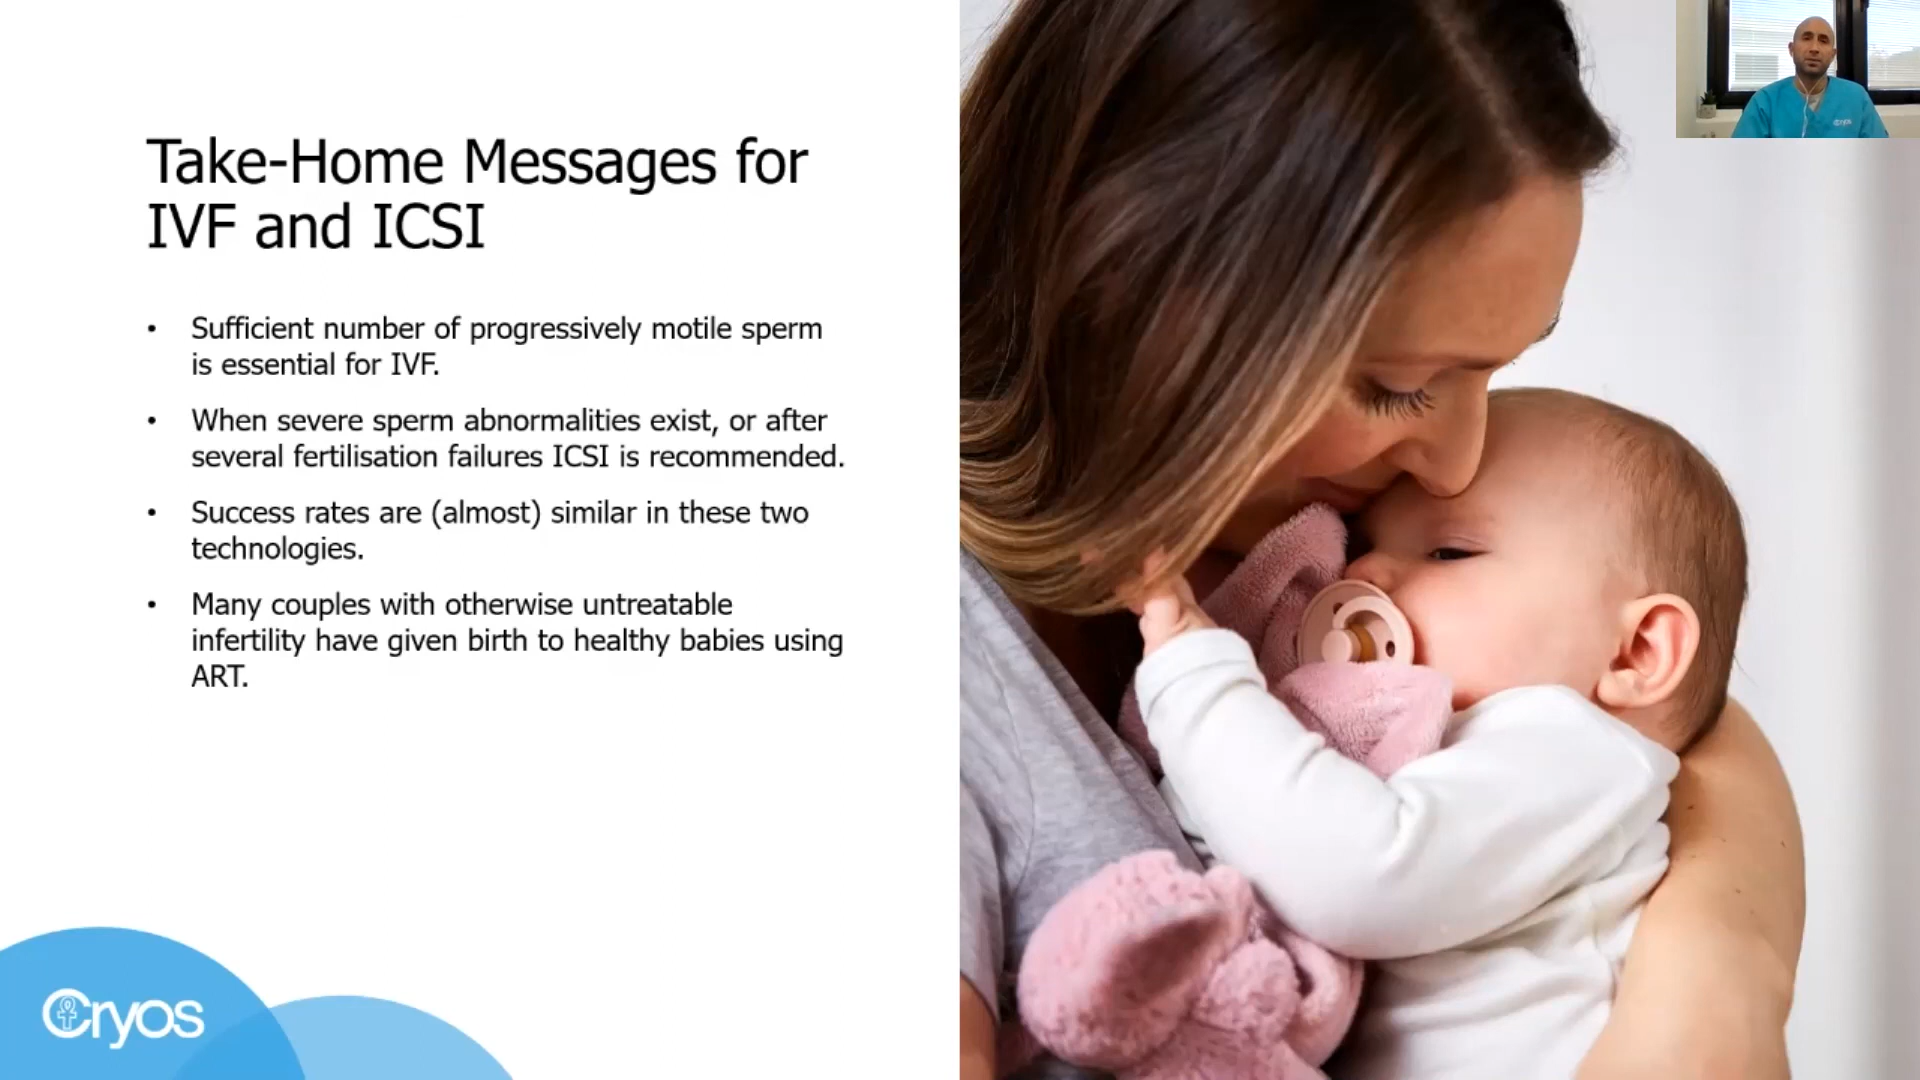 Take-Home Messages for
IVF and ICSI
• Sufficient number of progressively motile sperm
is essential for IVF.
• When severe sperm abnormalities exist, or after
several fertilisation failures ICSI is recommended.
• Success rates are (almost) similar in these two
technologies.
• Many couples with otherwise untreatable
infertility have given birth to healthy babies using
ART.
Cryos
Cryos